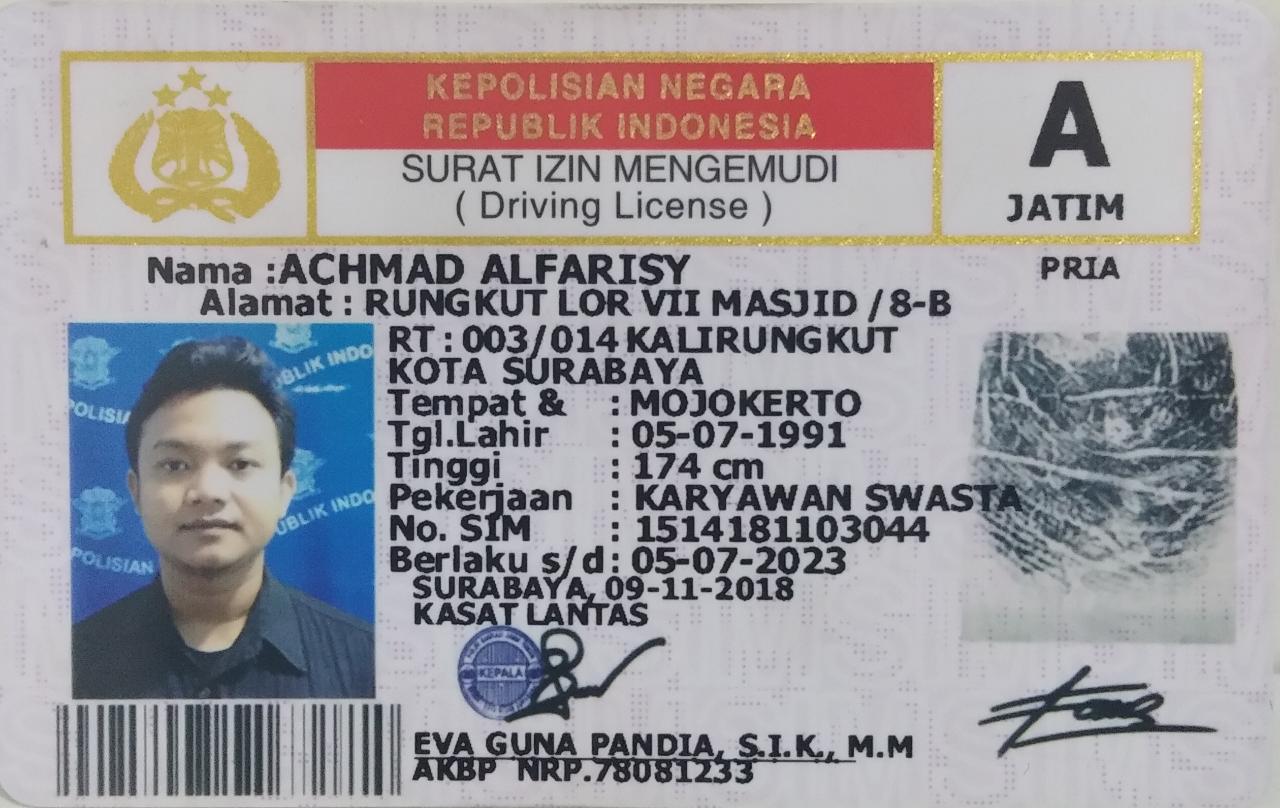 KEPOLISIAN NEGARA
REPUBLIK INDONESIA
SURAT IZIN MENGEMUDI
( Driving License )
A
JATIM
PRIA
Nama :ACHMAD ALFARISY
Alamat : RUNGKUT LOR VII MASJID / 8-B
RT : 003/014 KALIRUNGKUT
KOTA SURABAYA
Tempat & : MOJOKERTO
Tgl.Lahir : 05-07-1991
Tinggi : 174 cm
Pekerjaan : KARYAWAN SWASTA
No. SIM : 1514181103044
Berlaku s/d : 05-07-2023
SURABAYA, 09-11-2018
KASAT LANTAS
KEPALA
EVA GUNA PANDIA, S.I.K., M.M
AKBP NRP.78081233
BLIK INDO
POLISIA
UBLIK INDO
POLISIAN